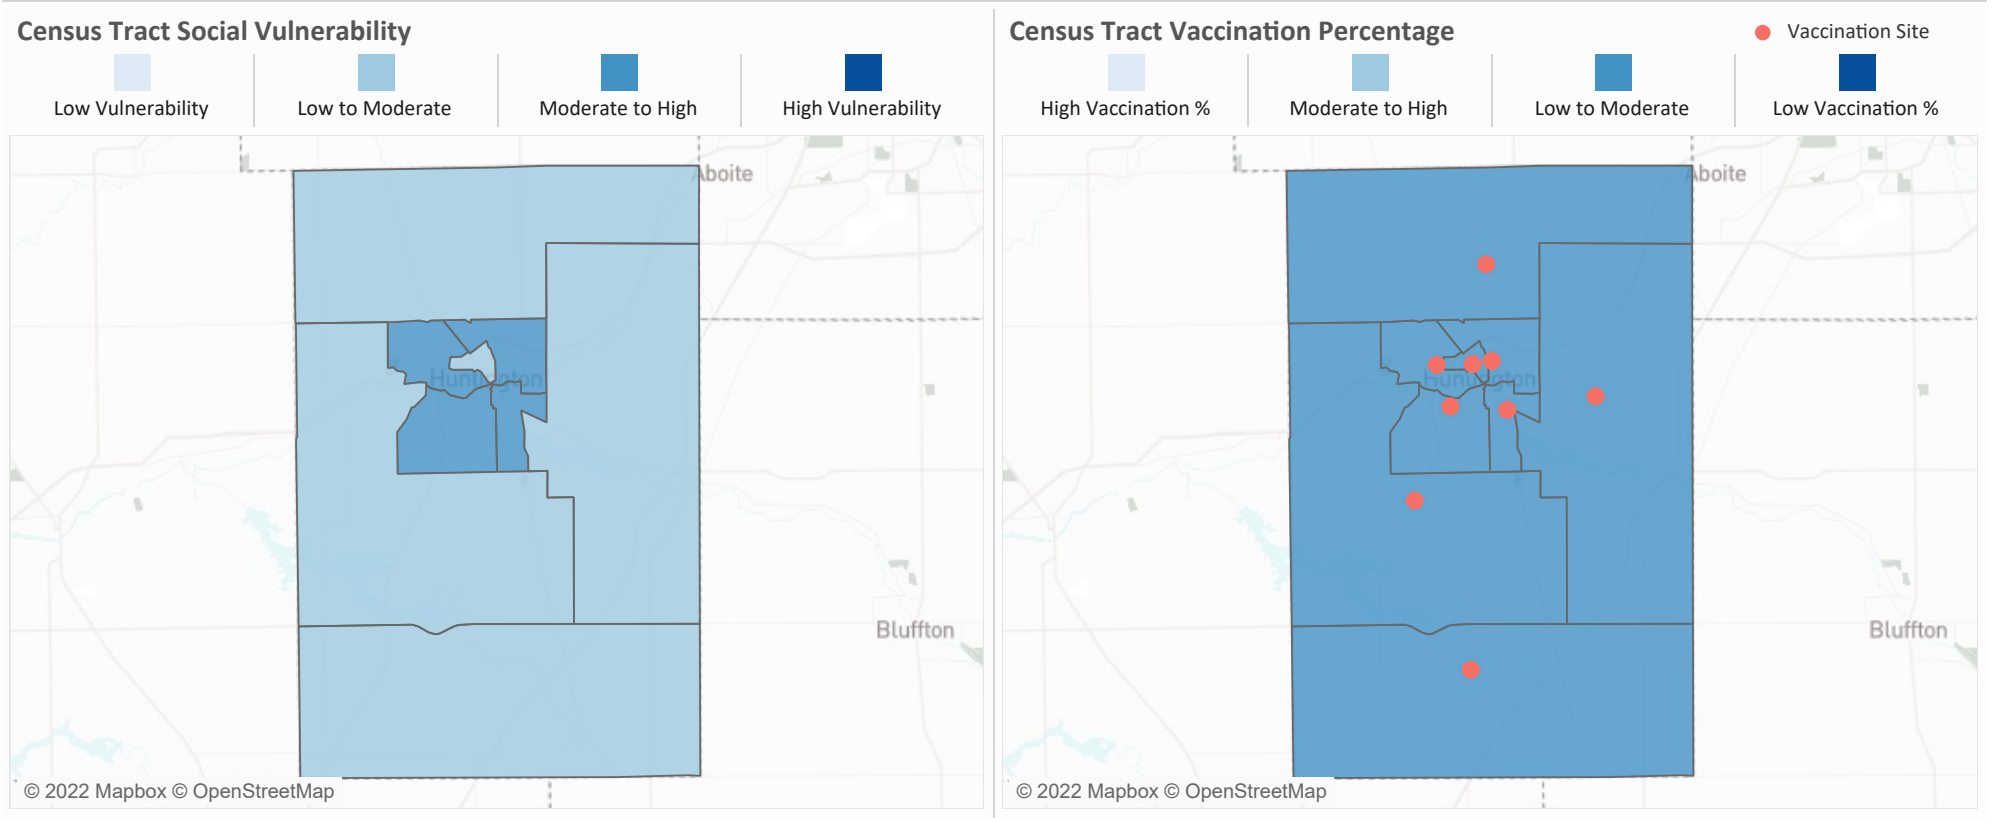 Census Tract Social Vulnerability
Low Vulnerability
Low to Moderate
Moderate to High
High Vulnerability
Aboite
Huntington
Bluffton
© 2022 Mapbox © OpenStreetMap
Census Tract Vaccination Percentage
Vaccination Site
High Vaccination %
Moderate to High
Low to Moderate
Low Vaccination %
Aboite
Huntington
Bluffton
© 2022 Mapbox © OpenStreetMap